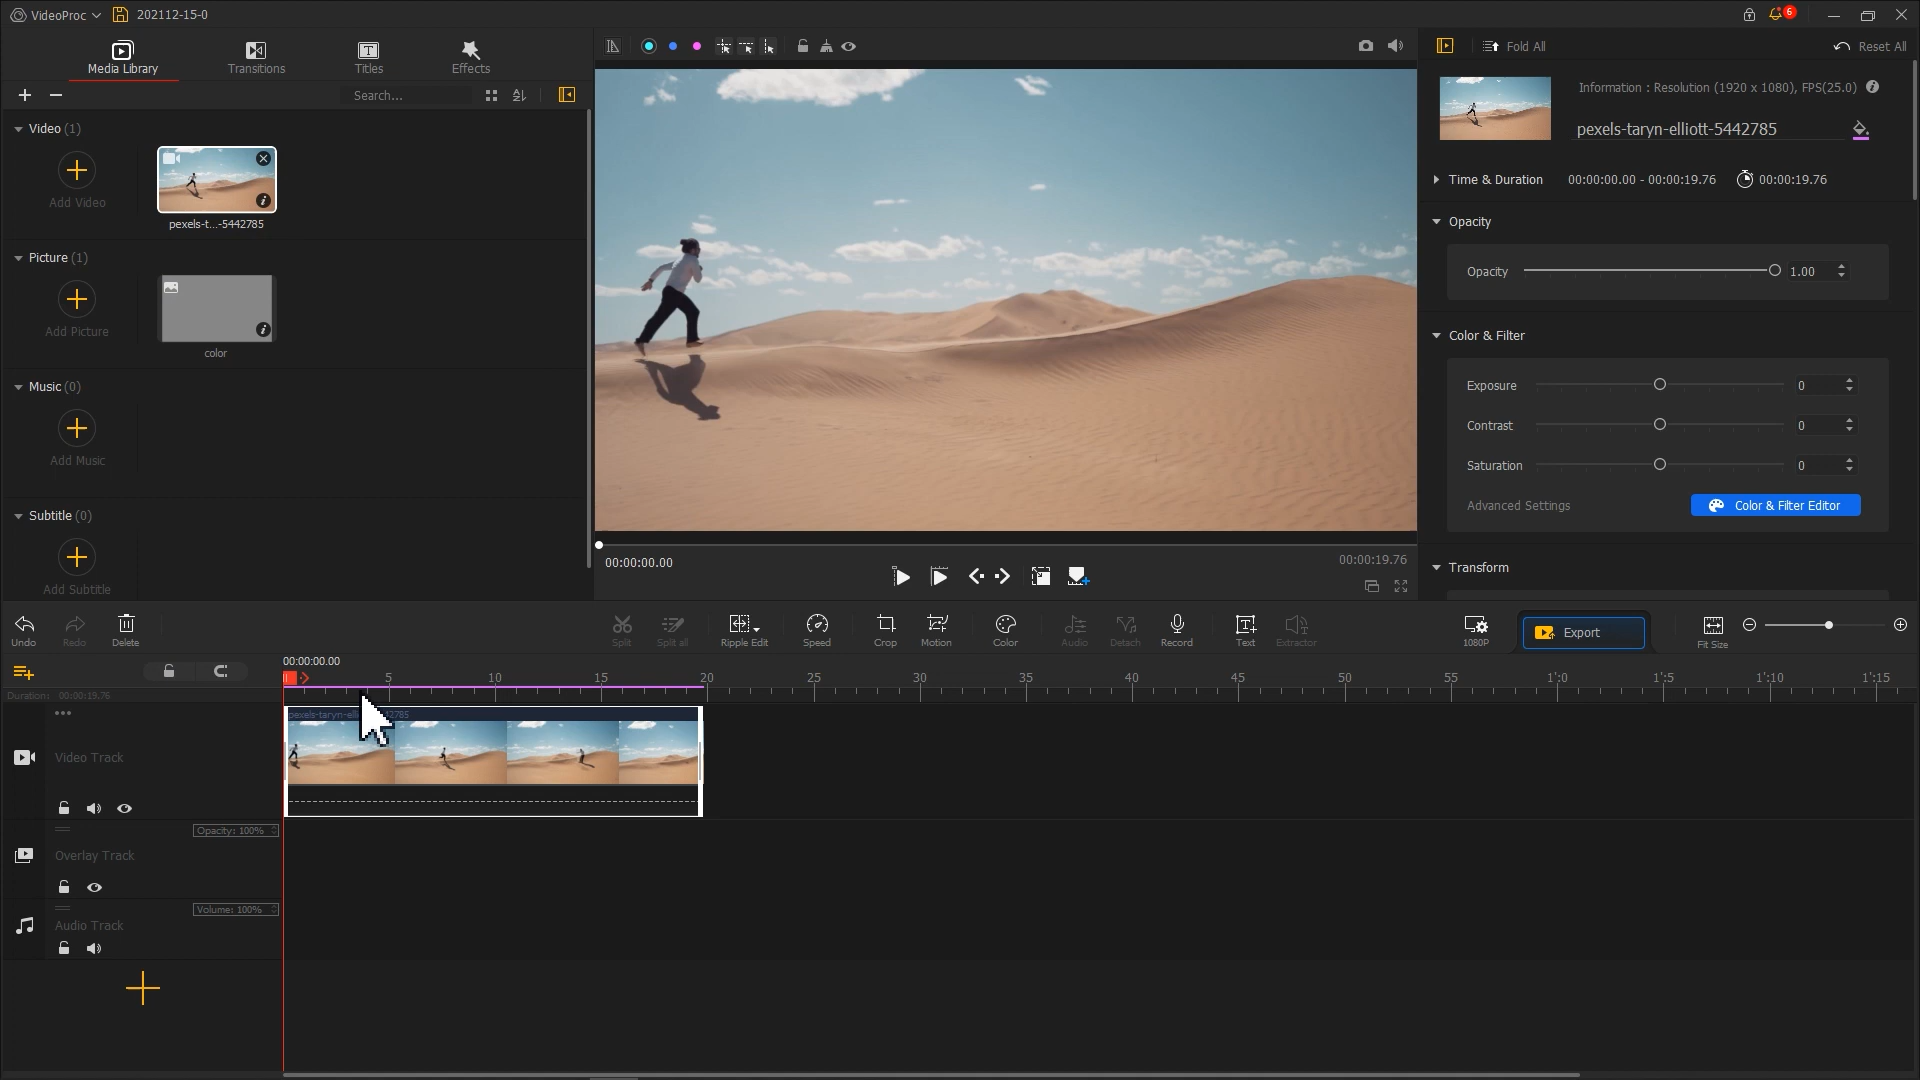 VideoProc
202112-15-0
6
Media Library
Transitions
Titles
Effects
Search...
Video (1)
Add Video
pexels-t...-5442785
Picture (1)
Add Picture
color
Music (0)
Add Music
Subtitle (0)
Add Subtitle
00:00:00.00
00:00:19.76
Fold All
Reset All
Information : Resolution (1920 x 1080), FPS(25.0)
pexels-taryn-elliott-5442785
Time & Duration
00:00:00.00 - 00:00:19.76
00:00:19.76
Opacity
Opacity
1.00
Color & Filter
Exposure
0
Contrast
0
Saturation
0
Advanced Settings
Color & Filter Editor
Transform
Undo
Redo
Delete
Split
Split all
Ripple Edit
Speed
Crop
Motion
Color
Audio
Detach
Record
Text
Extractor
1080P
Export
Fit Size
00:00:00.00
5 10 15 20 25 30 35 40 45 50 55 1':0 1':5 1':10 1':15
Duration: 00:00:19.76
Video Track
Opacity: 100%
Overlay Track
Volume: 100%
Audio Track